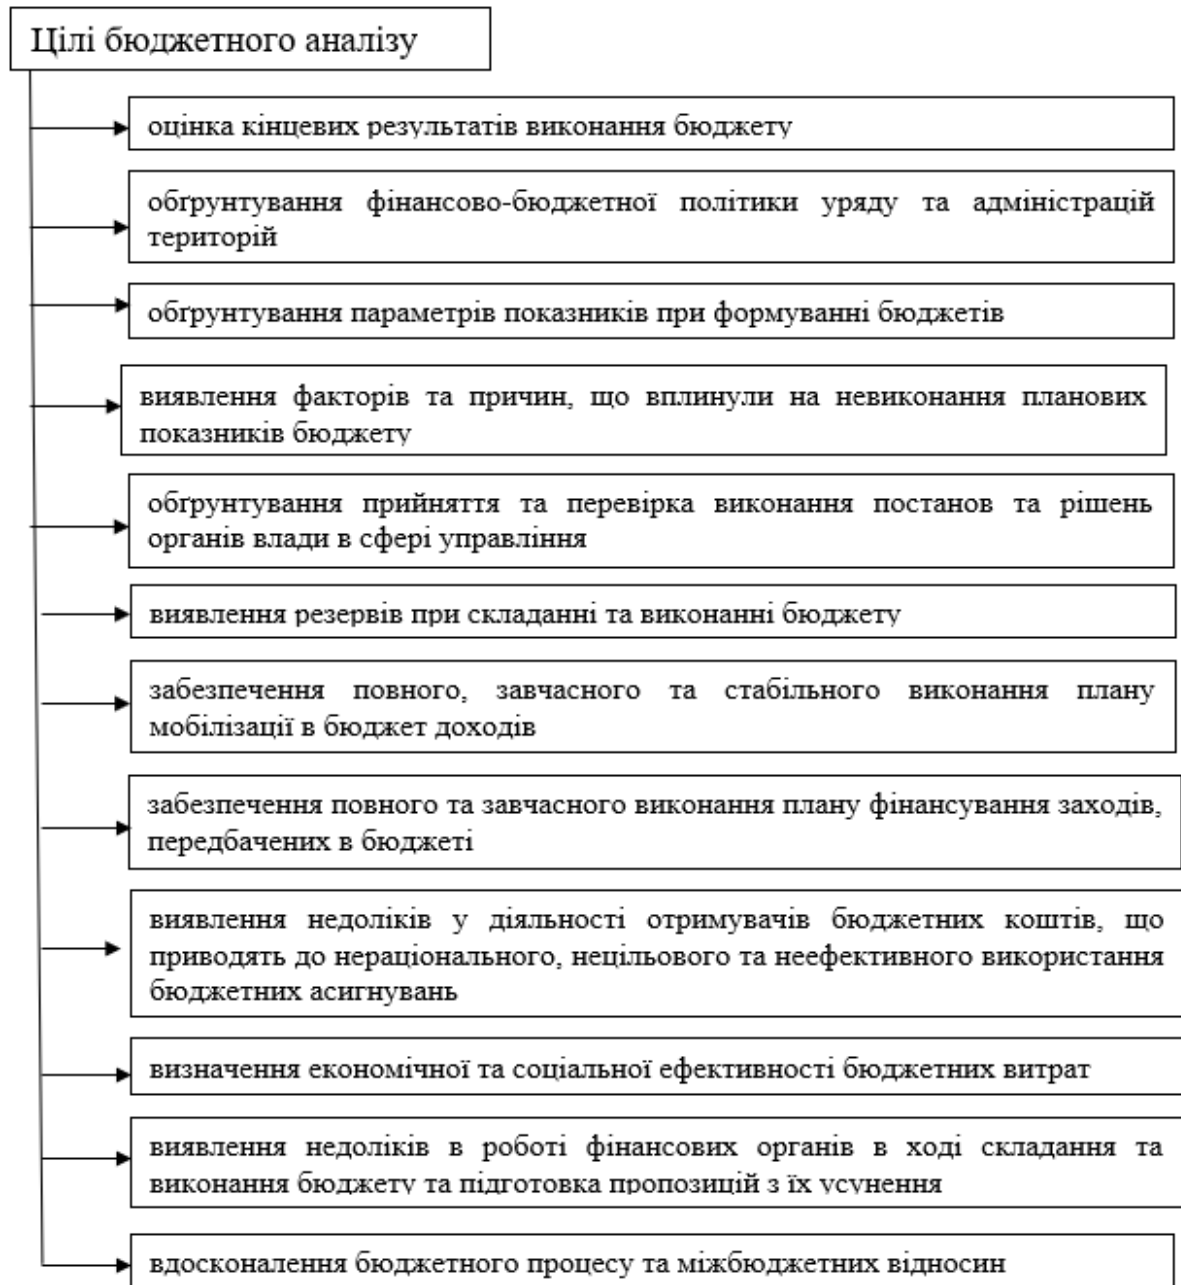 Цілі бюджетного аналізу
оцінка кінцевих результатів виконання бюджету
обґрунтування фінансово-бюджетної політики уряду та адміністрацій
територій
обґрунтування параметрів показників при формуванні бюджетів
виявлення факторів та причин, що вплинули на невиконання планових
показників бюджету
обґрунтування прийняття та перевірка виконання постанов та рішень
органів влади в сфері управління
виявлення резервів при складанні та виконанні бюджету
забезпечення повного, завчасного та стабільного виконання плану
мобілізації в бюджет доходів
забезпечення повного та завчасного виконання плану фінансування заходів,
передбачених в бюджеті
виявлення недоліків у діяльності отримувачів бюджетних коштів, що
приводять до нераціонального, нецільового та неефективного використання
бюджетних асигнувань
визначення економічної та соціальної ефективності бюджетних витрат
виявлення недоліків в роботі фінансових органів в ході складання та
виконання бюджету та підготовка пропозицій з їх усунення
вдосконалення бюджетного процесу та міжбюджетних відносин